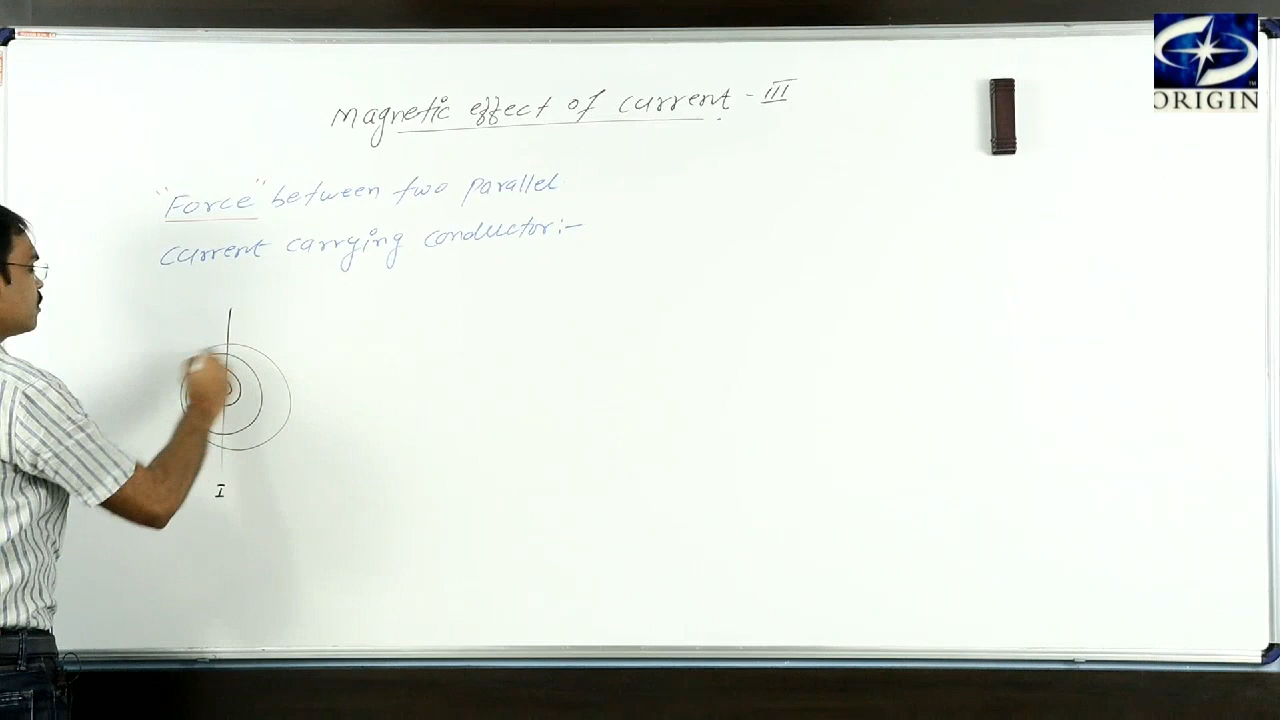 Magnetic effect of current - III
"Force" between two parallel
current carrying conductor:-
I
ORIGIN